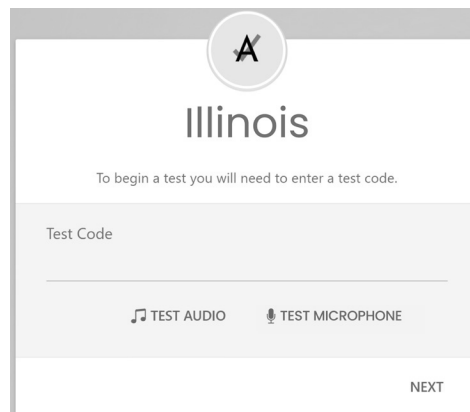 A
Illinois
To begin a test you will need to enter a test code.
Test Code
TEST AUDIO TEST MICROPHONE
NEXT